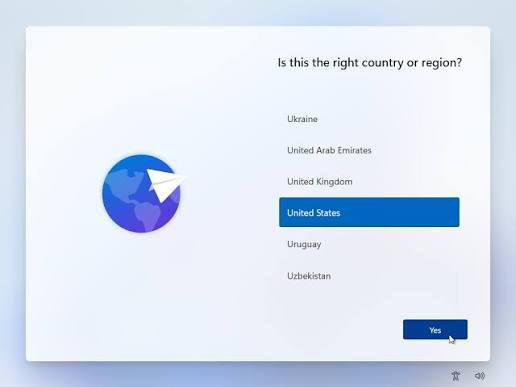 Is this the right country or region?
Ukraine
United Arab Emirates
United Kingdom
United States
Uruguay
Uzbekistan
Yes